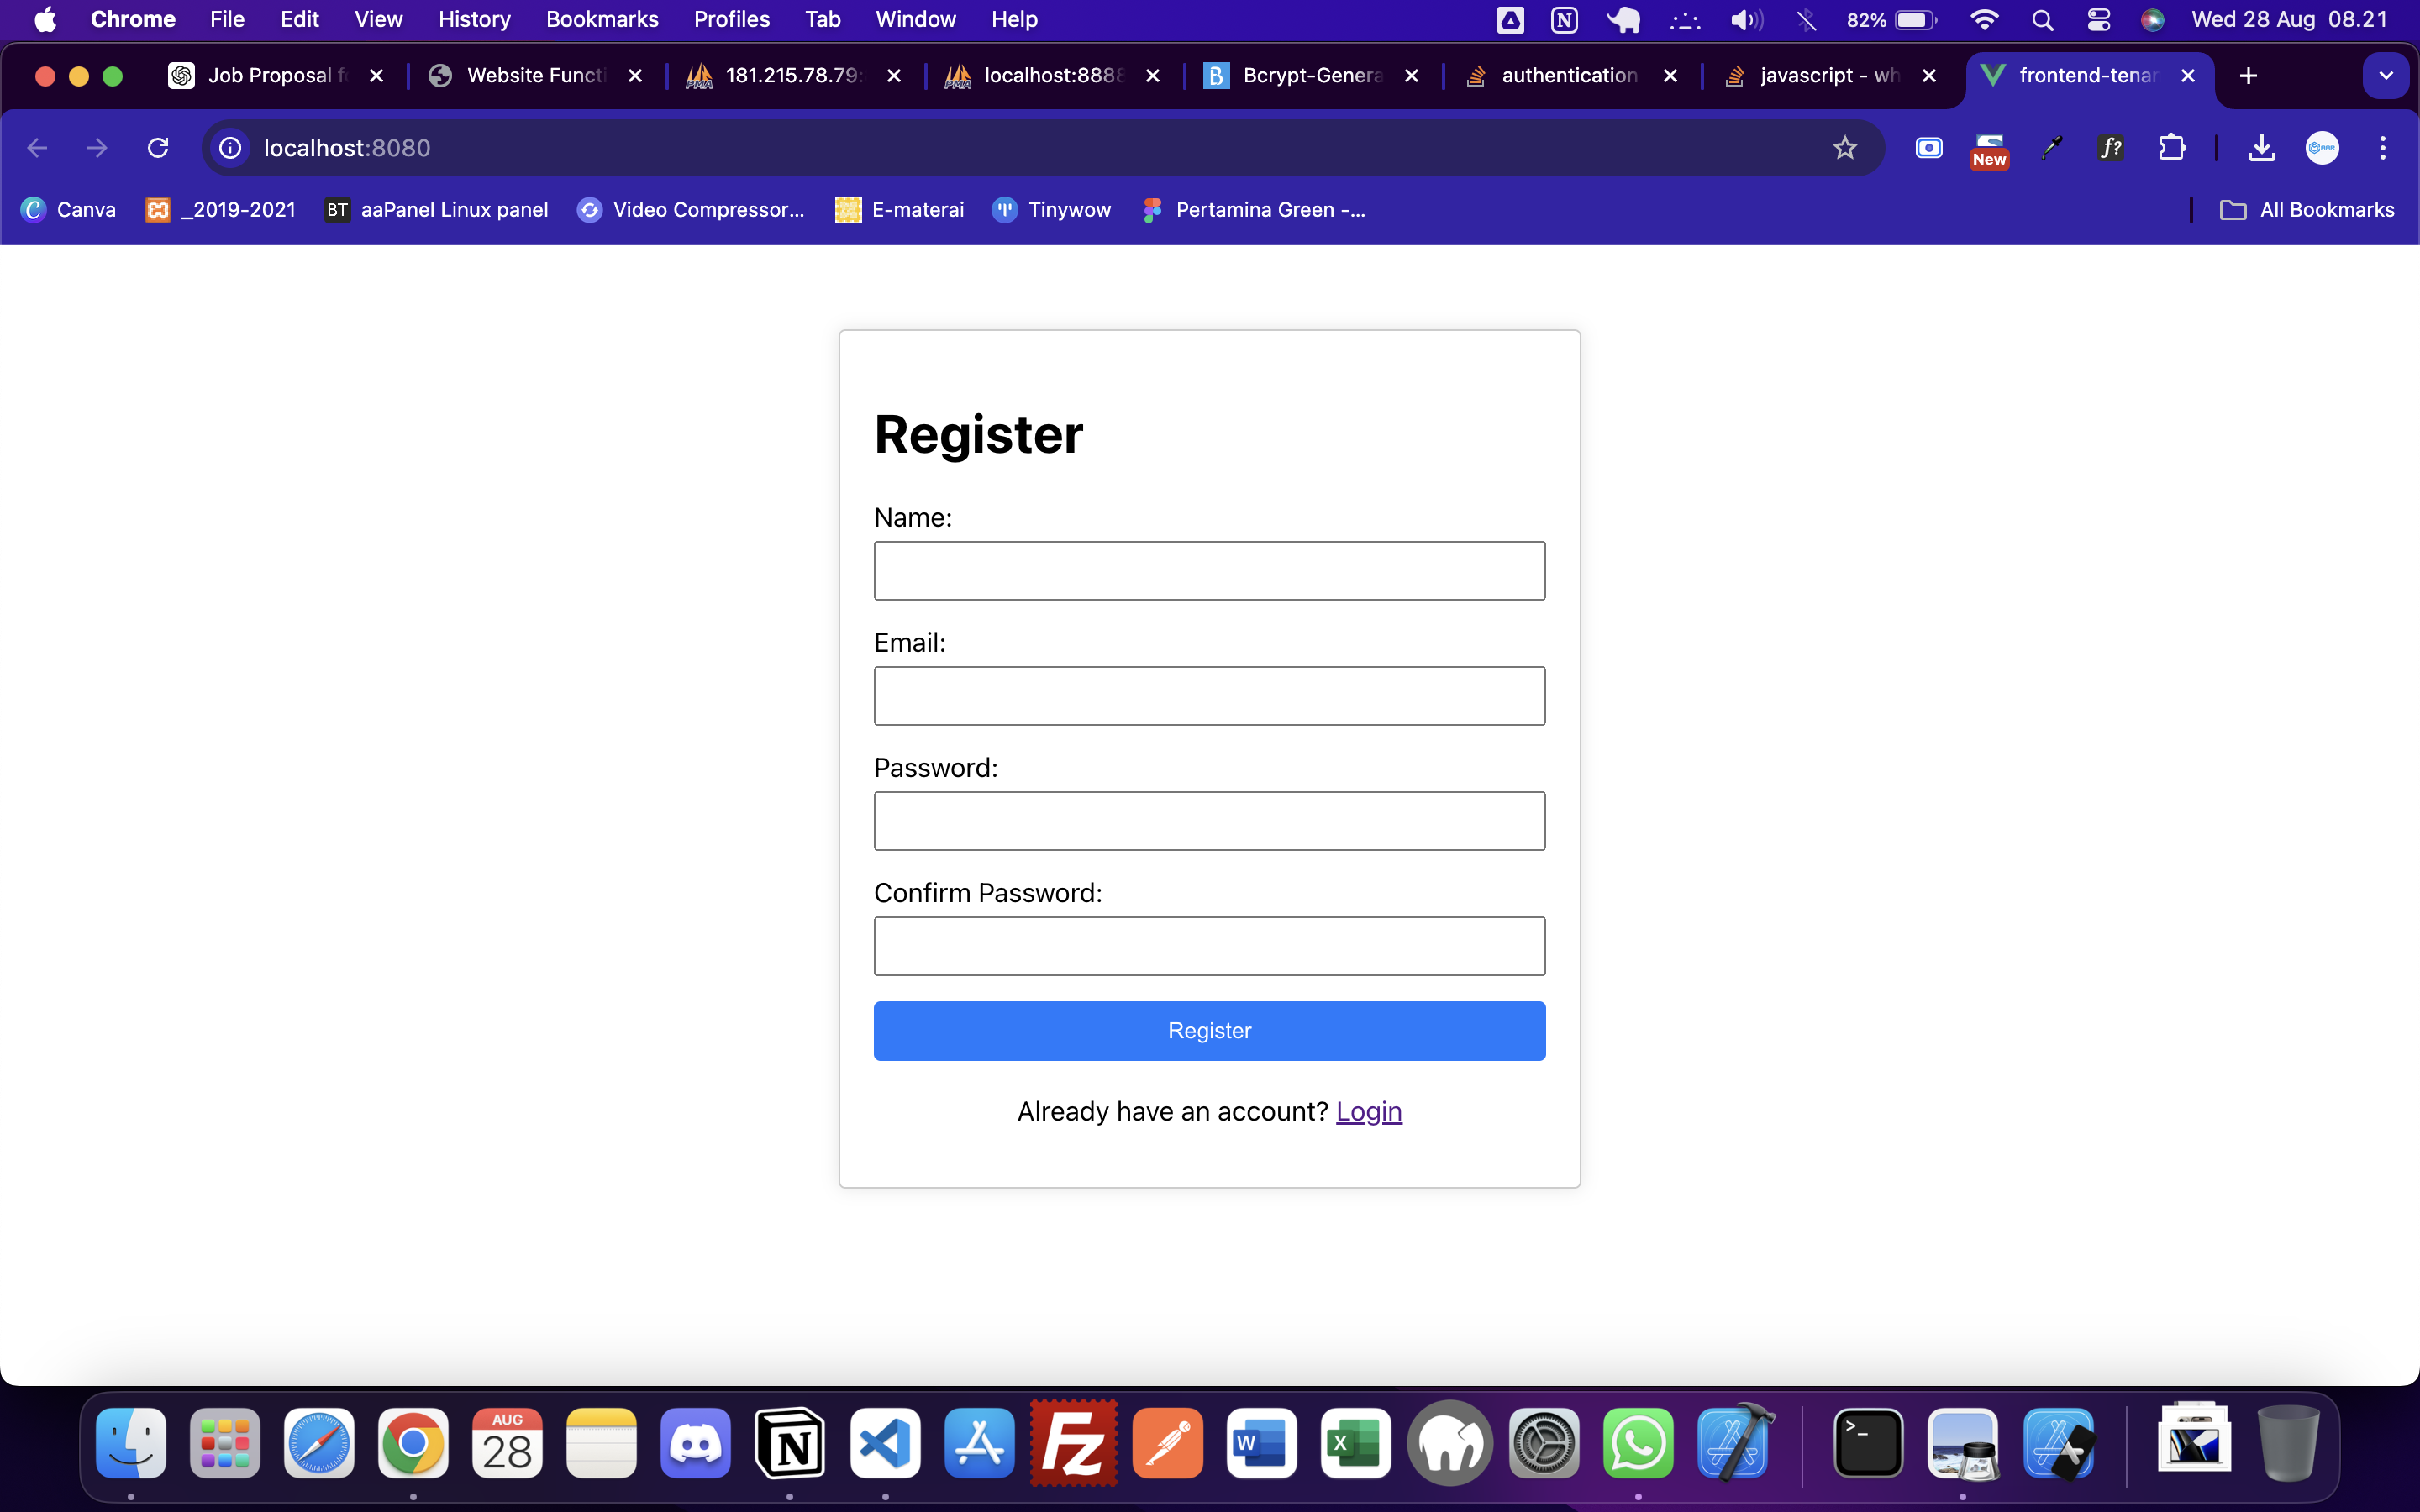 Chrome File Edit View History Bookmarks Profiles Tab Window Help 82% Wed 28 Aug 08.21
Job Proposal f Website Functi 181.215.78.79: localhost:8888 Bcrypt-Genera authentication javascript - wh frontend-tenar
localhost:8080 New f?
Canva _2019-2021 BT aaPanel Linux panel Video Compressor... E-materai Tinywow Pertamina Green -... All Bookmarks
Register
Name:
Email:
Password:
Confirm Password:
Register
Already have an account? Login
AUG
28